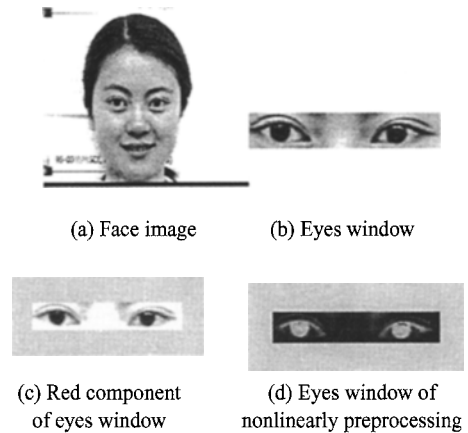 (a) Face image
(b) Eyes window
(c) Red component
of eyes window
(d) Eyes window of
nonlinearly preprocessing